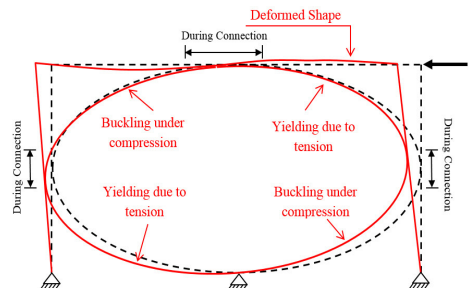 Deformed Shape
During Connection
Buckling under
compression
Yielding due to
tension
During Connection
During Connection
Yielding due to
tension
Buckling under
compression